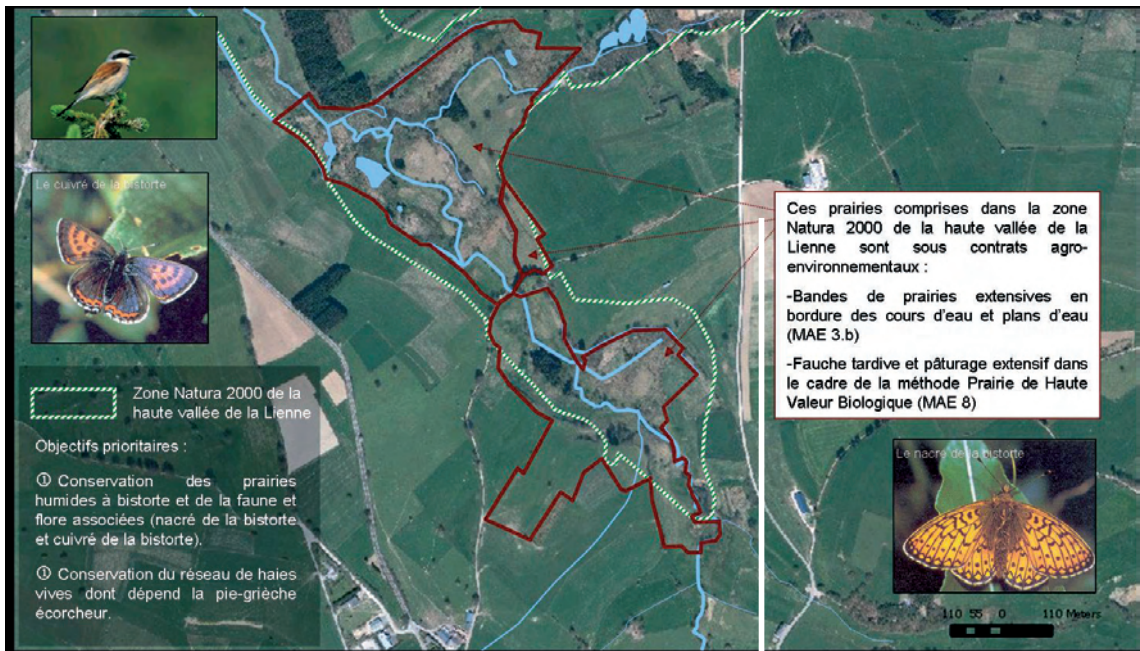 Le cuivré de la bistorte
Zone Natura 2000 de la
haute vallée de la Lienne
Objectifs prioritaires :
① Conservation des prairies
humides à bistorte et de la faune et
flore associées (nacré de la bistorte
et cuivré de la bistorte).
① Conservation du réseau de haies
vives dont dépend la pie-grièche
écorcheur.
Ces prairies comprises dans la zone
Natura 2000 de la haute vallée de la
Lienne sont sous contrats agro-
environnementaux :
-Bandes de prairies extensives en
bordure des cours d'eau et plans d'eau
(MAE 3.b)
-Fauche tardive et pâturage extensif dans
le cadre de la méthode Prairie de Haute
Valeur Biologique (MAE 8)
Le nacré de la bistorte
110 55 0 110 Meters